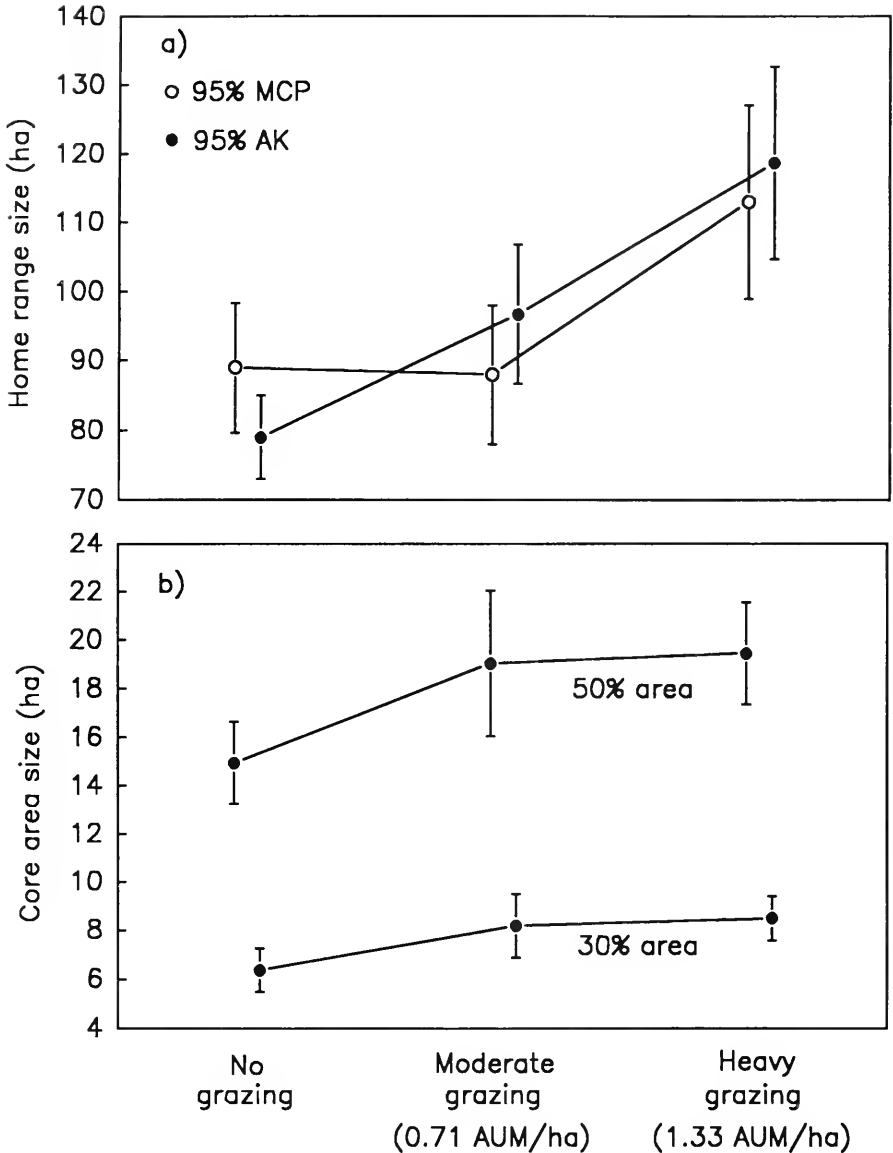 a)
95% MCP
95% AK
Home range size (ha)
140
130
120
110
100
90
80
70
b)
Core area size (ha)
24
22
20
18
16
14
12
10
8
6
4
50% area
30% area
No
grazing
Moderate
grazing
(0.71 AUM/ha)
Heavy
grazing
(1.33 AUM/ha)